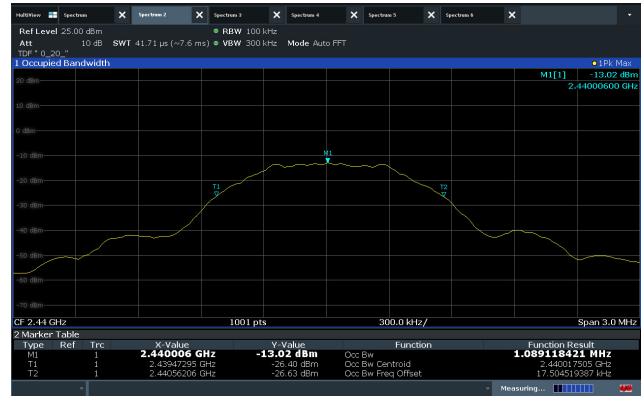 MultiView Spectrum X Spectrum 2 X Spectrum 3 X Spectrum 4 X Spectrum 5 X Spectrum 6 X
Ref Level 25.00 dBm RBW 100 kHz
Att 10 dB SWT 41.71 µs (~7.6 ms) VBW 300 kHz Mode Auto FFT
TDF " 0_20_"
1 Occupied Bandwidth 1Pk Max
M1[1] -13.02 dBm
2.44000600 GHz
20 dBm
10 dBm
0 dBm
M1
-10 dBm
T1 T2
-20 dBm
-30 dBm
-40 dBm
-50 dBm
-60 dBm
-70 dBm
CF 2.44 GHz 1001 pts 300.0 kHz/ Span 3.0 MHz
2 Marker Table
Type Ref Trc X-Value Y-Value Function Function Result
M1 1 2.440006 GHz -13.02 dBm Occ Bw 1.089118421 MHz
T1 1 2.43947295 GHz -26.40 dBm Occ Bw Centroid 2.440017505 GHz
T2 1 2.44056206 GHz -26.63 dBm Occ Bw Freq Offset 17.504519387 kHz
Measuring...